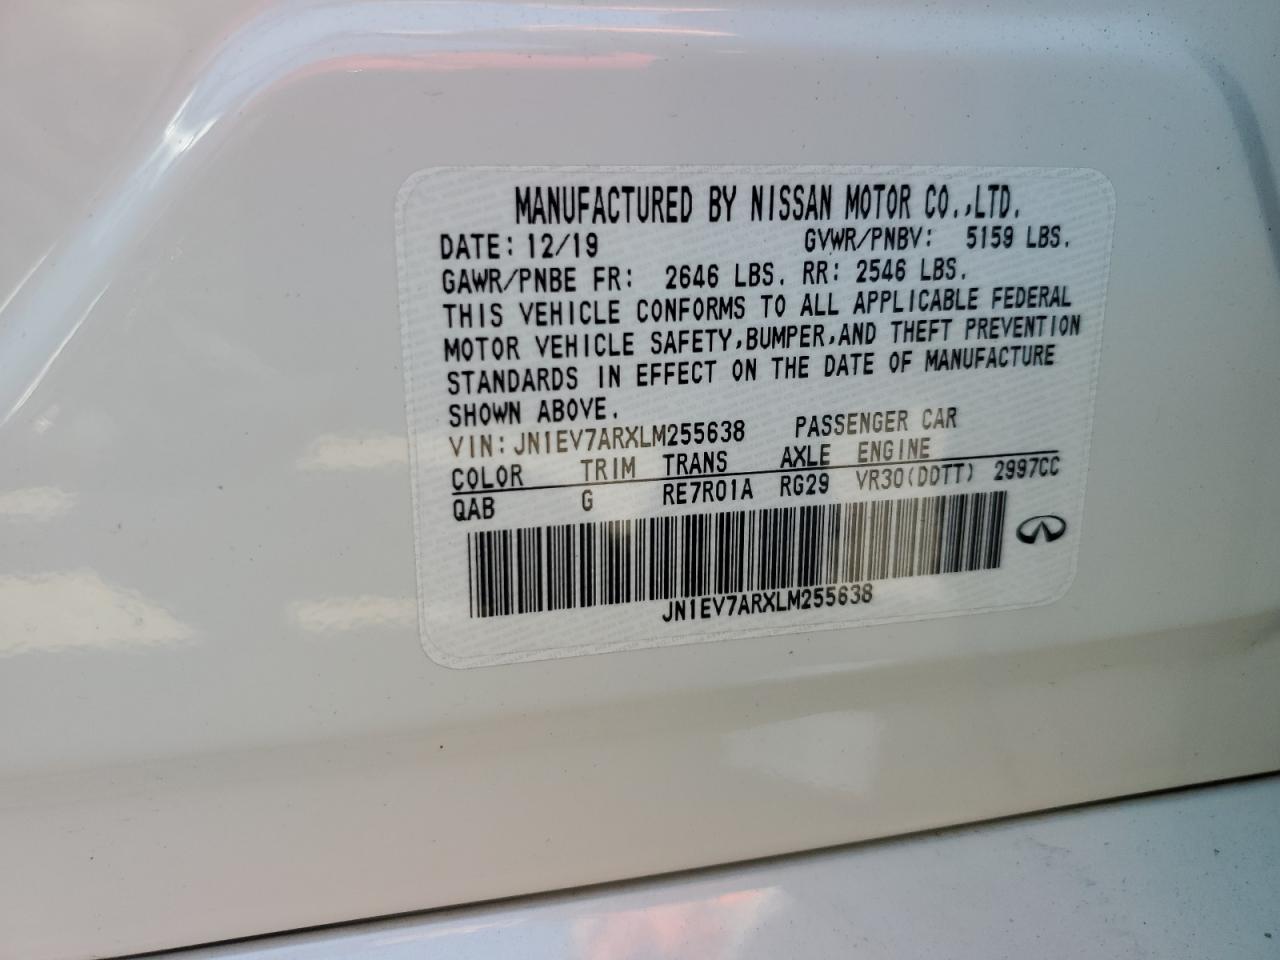 MANUFACTURED BY NISSAN MOTOR CO.,LTD.
DATE: 12/19 GVWR/PNBV: 5159 LBS.
GAWR/PNBE FR: 2646 LBS. RR: 2546 LBS.
THIS VEHICLE CONFORMS TO ALL APPLICABLE FEDERAL
MOTOR VEHICLE SAFETY,BUMPER,AND THEFT PREVENTION
STANDARDS IN EFFECT ON THE DATE OF MANUFACTURE
SHOWN ABOVE.
VIN: JN1EV7ARXLM255638 PASSENGER CAR
COLOR TRIM TRANS AXLE ENGINE
QAB G RE7R01A RG29 VR30(DDTT) 2997CC
JN1EV7ARXLM255638